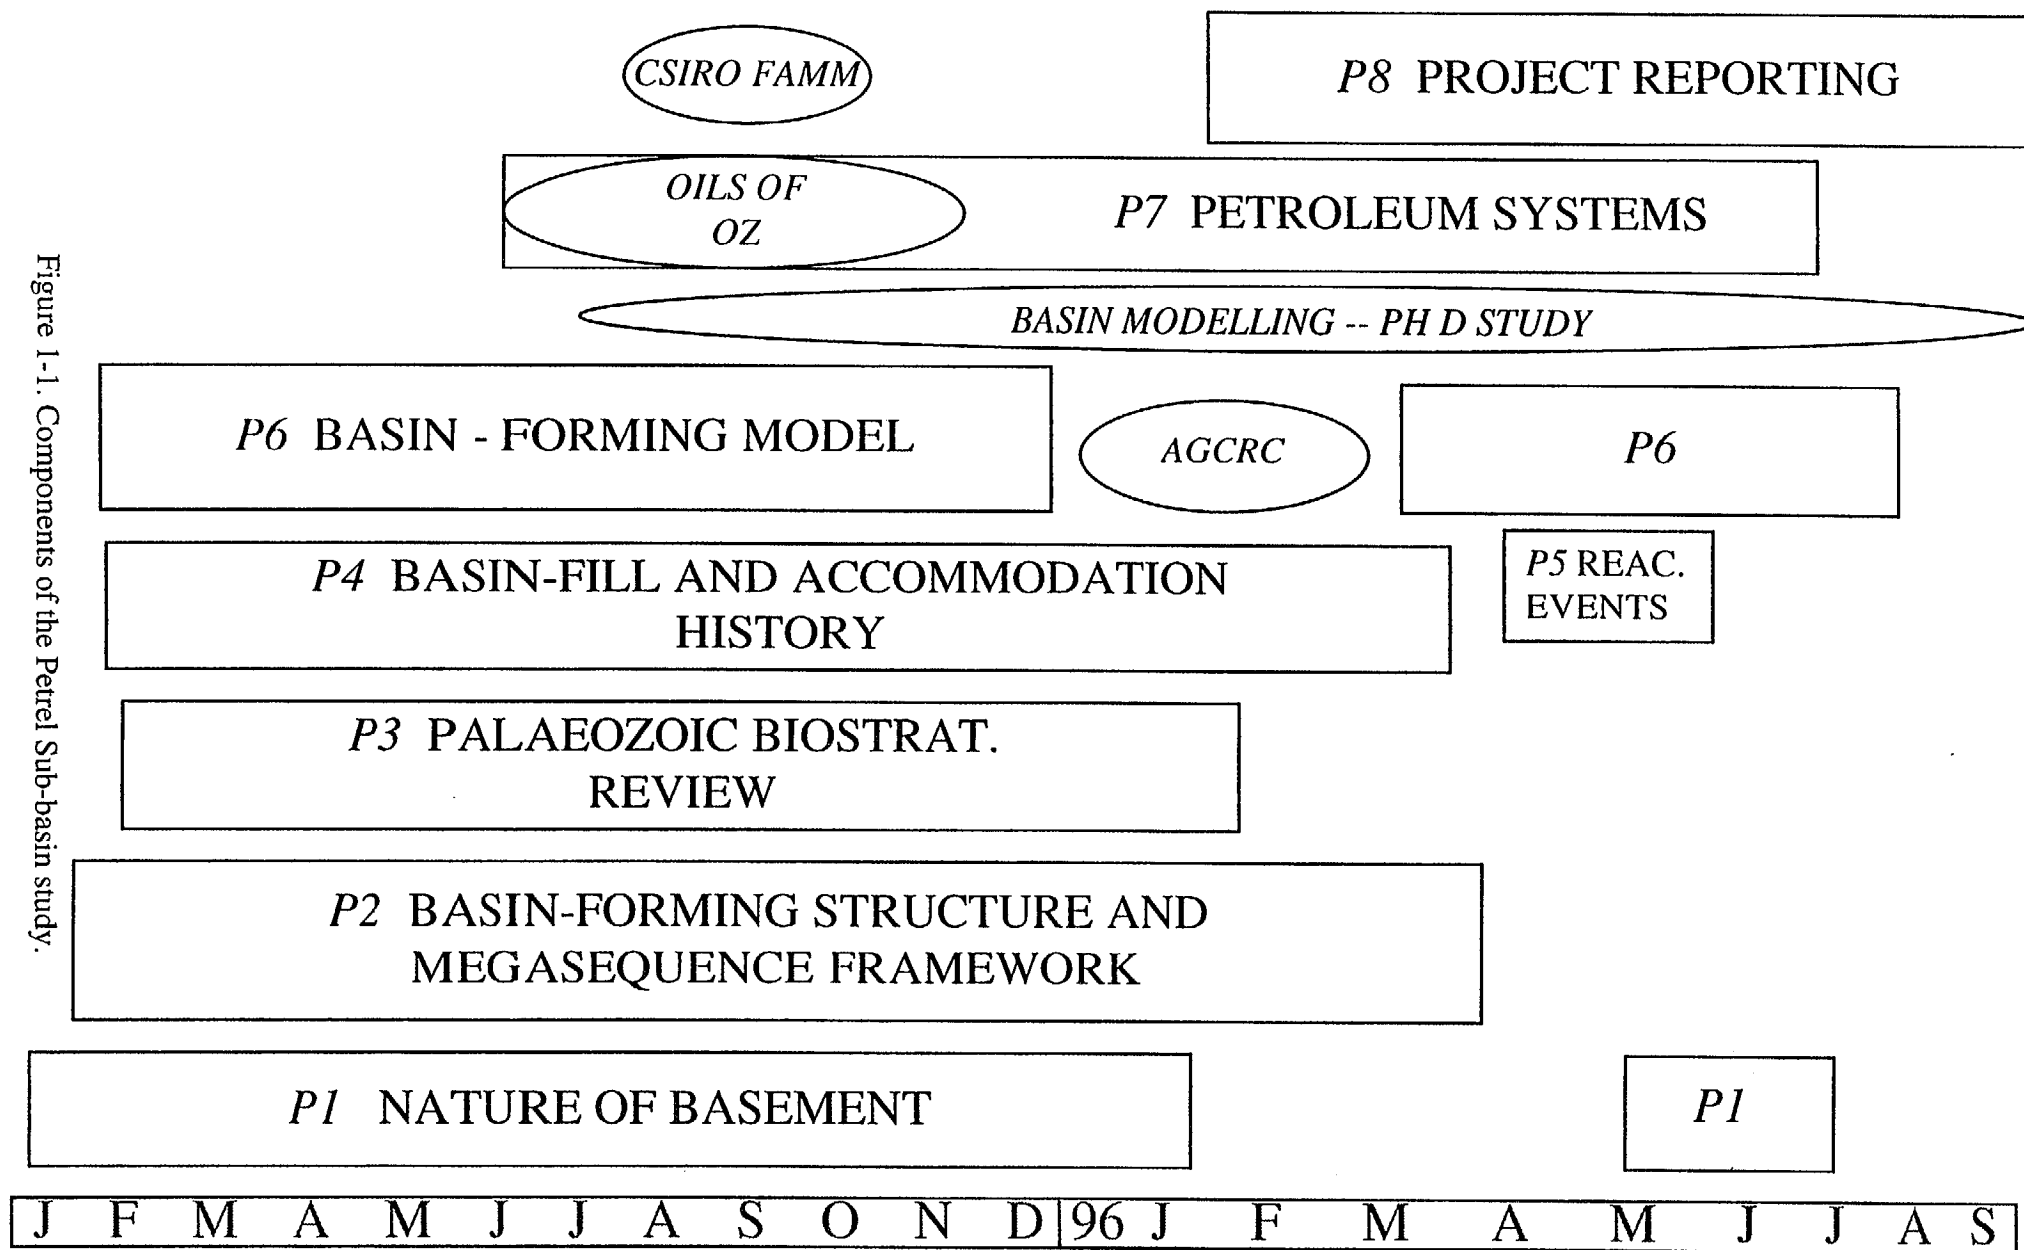 CSIRO FAMM
P8 PROJECT REPORTING
OILS OF
OZ
P7 PETROLEUM SYSTEMS
BASIN MODELLING -- PH D STUDY
P6 BASIN - FORMING MODEL
AGCRC
P6
P4 BASIN-FILL AND ACCOMMODATION
HISTORY
P5 REAC.
EVENTS
P3 PALAEOZOIC BIOSTRAT.
REVIEW
P2 BASIN-FORMING STRUCTURE AND
MEGASEQUENCE FRAMEWORK
P1 NATURE OF BASEMENT
P1
J F M A M J J A S O N D 96 J F M A M J J A S
Figure 1-1. Components of the Petrel Sub-basin study.